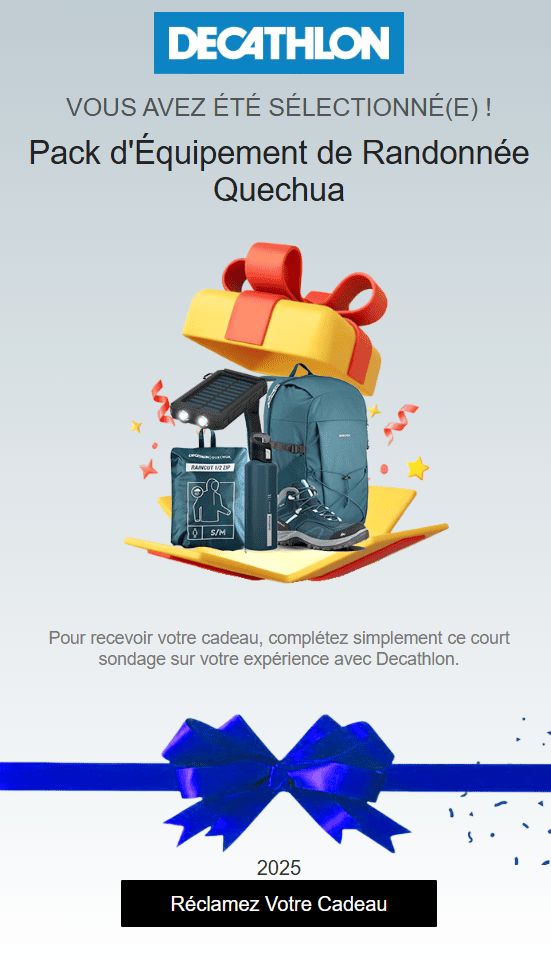 DECATHLON
VOUS AVEZ ÉTÉ SÉLECTIONNÉ(E) !
Pack d'Équipement de Randonnée
Quechua
RAINCUT 1/2 ZIP
S/M
Pour recevoir votre cadeau, complétez simplement ce court
sondage sur votre expérience avec Decathlon.
2025
Réclamez Votre Cadeau